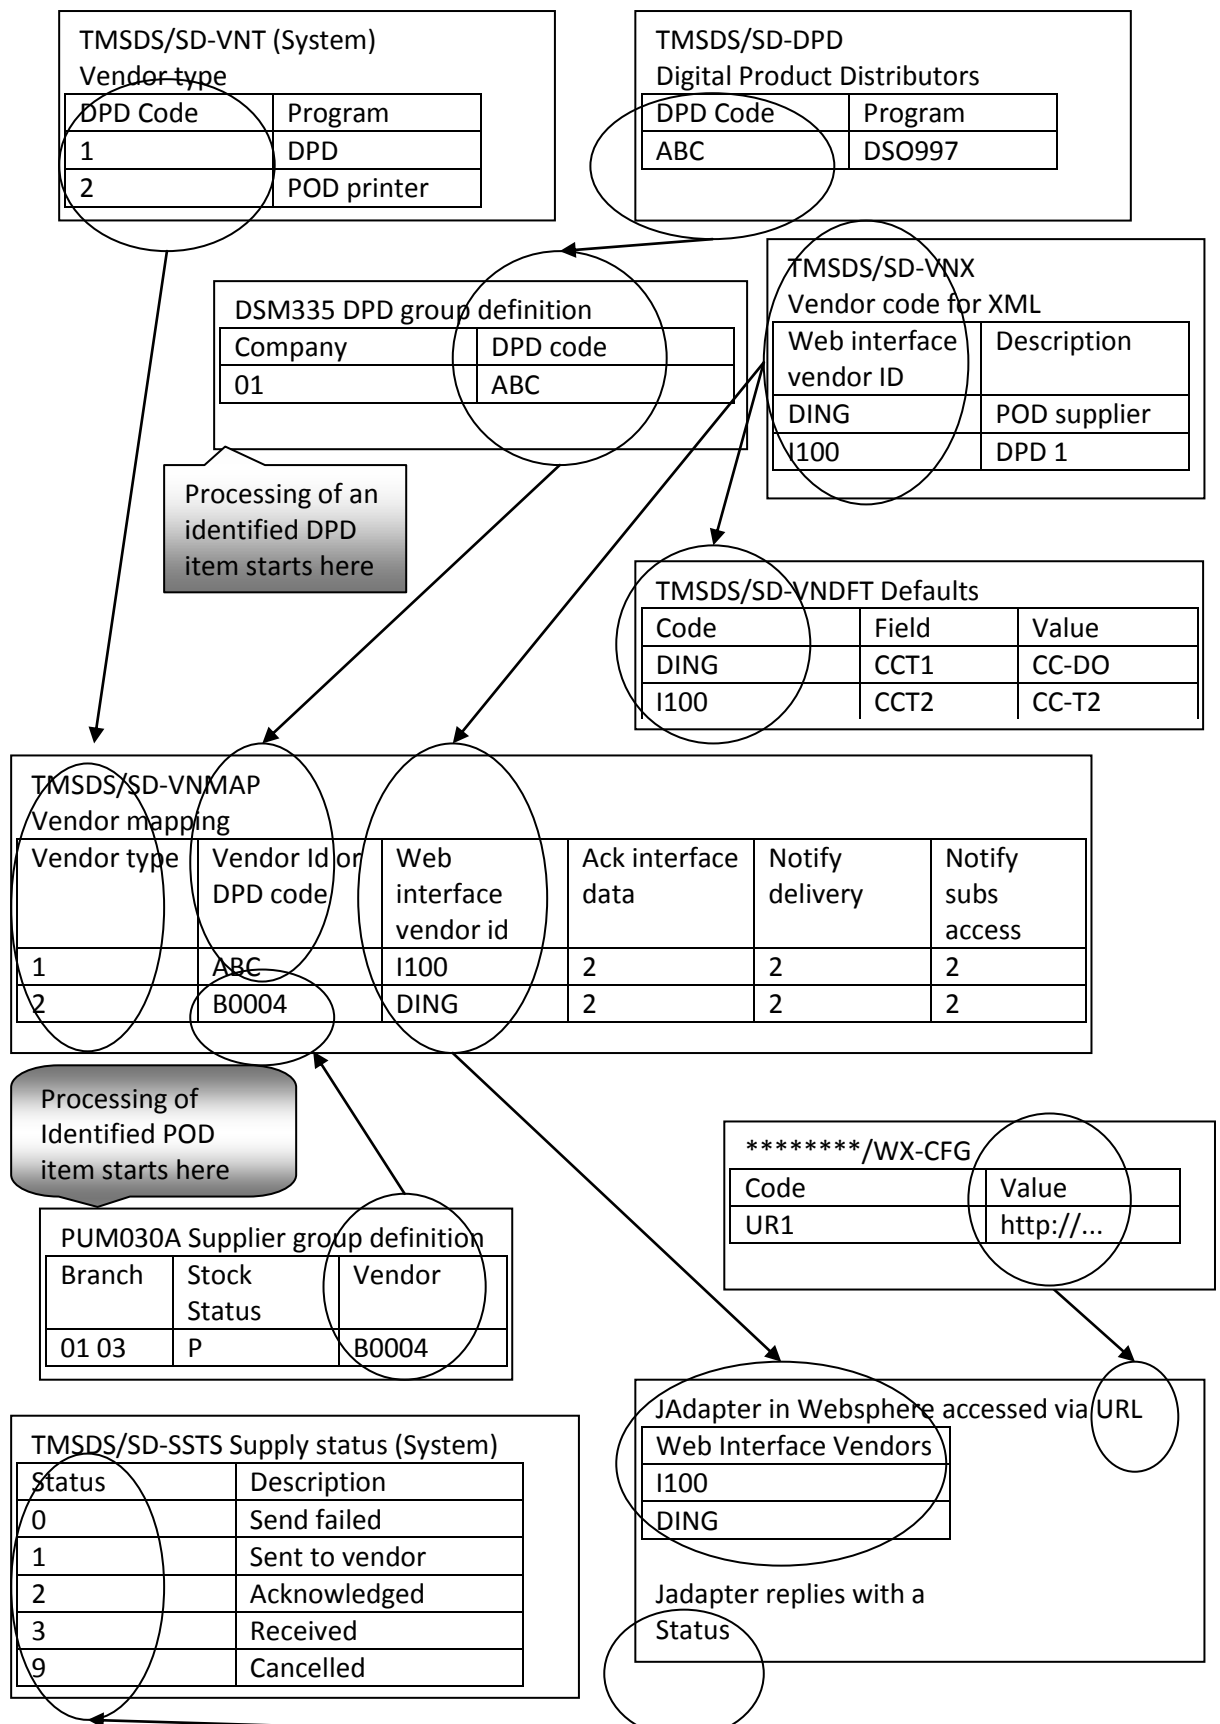 TMSDS/SD-VNT (System)
Vendor type
DPD Code Program
1 DPD
2 POD printer
TMSDS/SD-DPD
Digital Product Distributors
DPD Code Program
ABC DSO997
DSM335 DPD group definition
Company DPD code
01 ABC
Processing of an
identified DPD
item starts here
TMSDS/SD-VNX
Vendor code for XML
Web interface Description
vendor ID
DING POD supplier
I100 DPD 1
TMSDS/SD-VNDFT Defaults
Code Field Value
DING CCT1 CC-DO
I100 CCT2 CC-T2
TMSDS/SD-VNMAP
Vendor mapping
Vendor type Vendor Id or Web Ack interface Notify Notify
DPD code interface data delivery subs
vendor id access
1 ABC I100 2 2 2
2 B0004 DING 2 2 2
Processing of
Identified POD
item starts here
PUM030A Supplier group definition
Branch Stock Vendor
Status
01 03 P B0004
********/WX-CFG
Code Value
UR1 http://...
JAdapter in Websphere accessed via URL
Web Interface Vendors
I100
DING
Jadapter replies with a
Status
TMSDS/SD-SSTS Supply status (System)
Status Description
0 Send failed
1 Sent to vendor
2 Acknowledged
3 Received
9 Cancelled